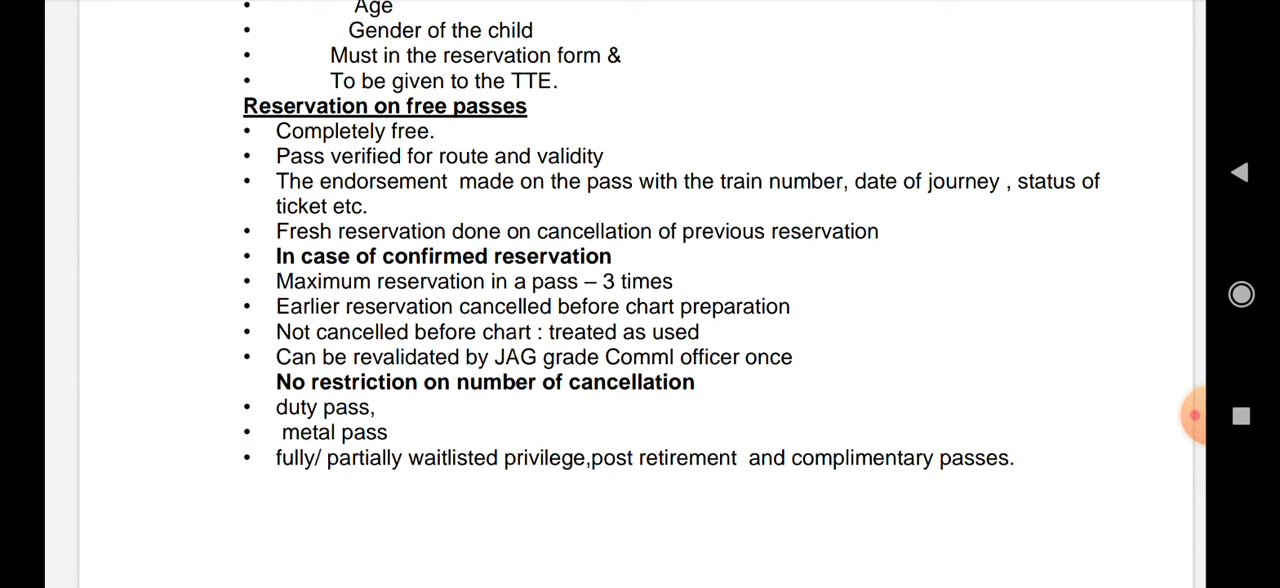 • Age
• Gender of the child
• Must in the reservation form &
• To be given to the TTE.
Reservation on free passes
• Completely free.
• Pass verified for route and validity
• The endorsement  made on the pass with the train number, date of journey , status of
ticket etc.
• Fresh reservation done on cancellation of previous reservation
• In case of confirmed reservation
• Maximum reservation in a pass – 3 times
• Earlier reservation cancelled before chart preparation
• Not cancelled before chart : treated as used
• Can be revalidated by JAG grade Comml officer once
No restriction on number of cancellation
• duty pass,
• metal pass
• fully/ partially waitlisted privilege,post retirement  and complimentary passes.